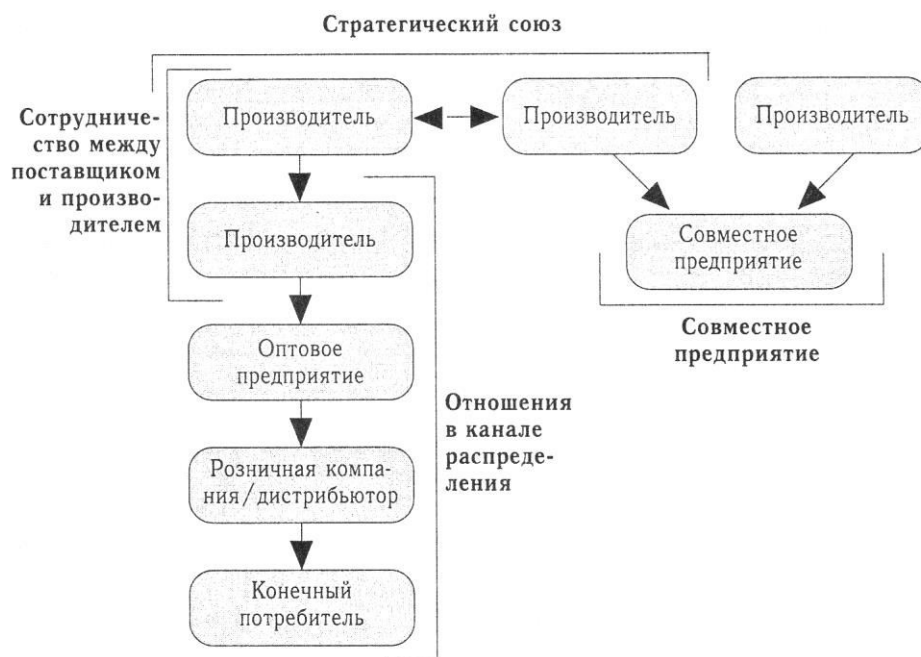 Стратегический союз
Производитель
Производитель
Производитель
Сотрудниче-
ство между
поставщиком
и произво-
дителем
Производитель
Совместное
предприятие
Совместное
предприятие
Оптовое
предприятие
Отношения
в канале
распреде-
ления
Розничная компа-
ния/дистрибьютор
Конечный
потребитель